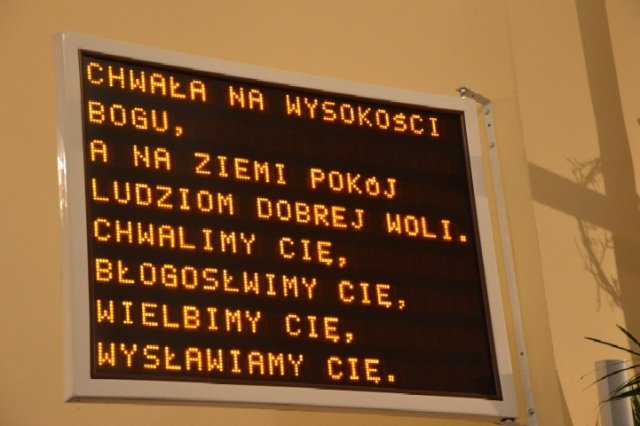 CHWAŁA NA WYSOKOŚCI
BOGU,
A NA ZIEMI POKÓJ
LUDZIOM DOBREJ WOLI.
CHWALIMY CIĘ,
BŁOGOSŁWIMY CIĘ,
WIELBIMY CIĘ,
WYSŁAWIAMY CIĘ.